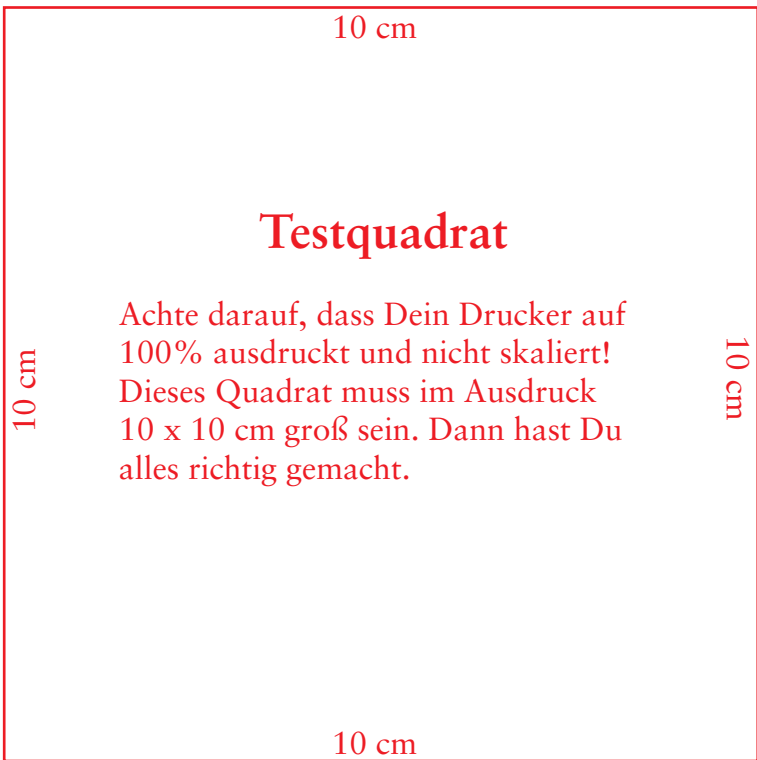 10 cm
Testquadrat
Achte darauf, dass Dein Drucker auf
100% ausdruckt und nicht skaliert!
Dieses Quadrat muss im Ausdruck
10 x 10 cm groß sein. Dann hast Du
alles richtig gemacht.
10 cm
10 cm
10 cm